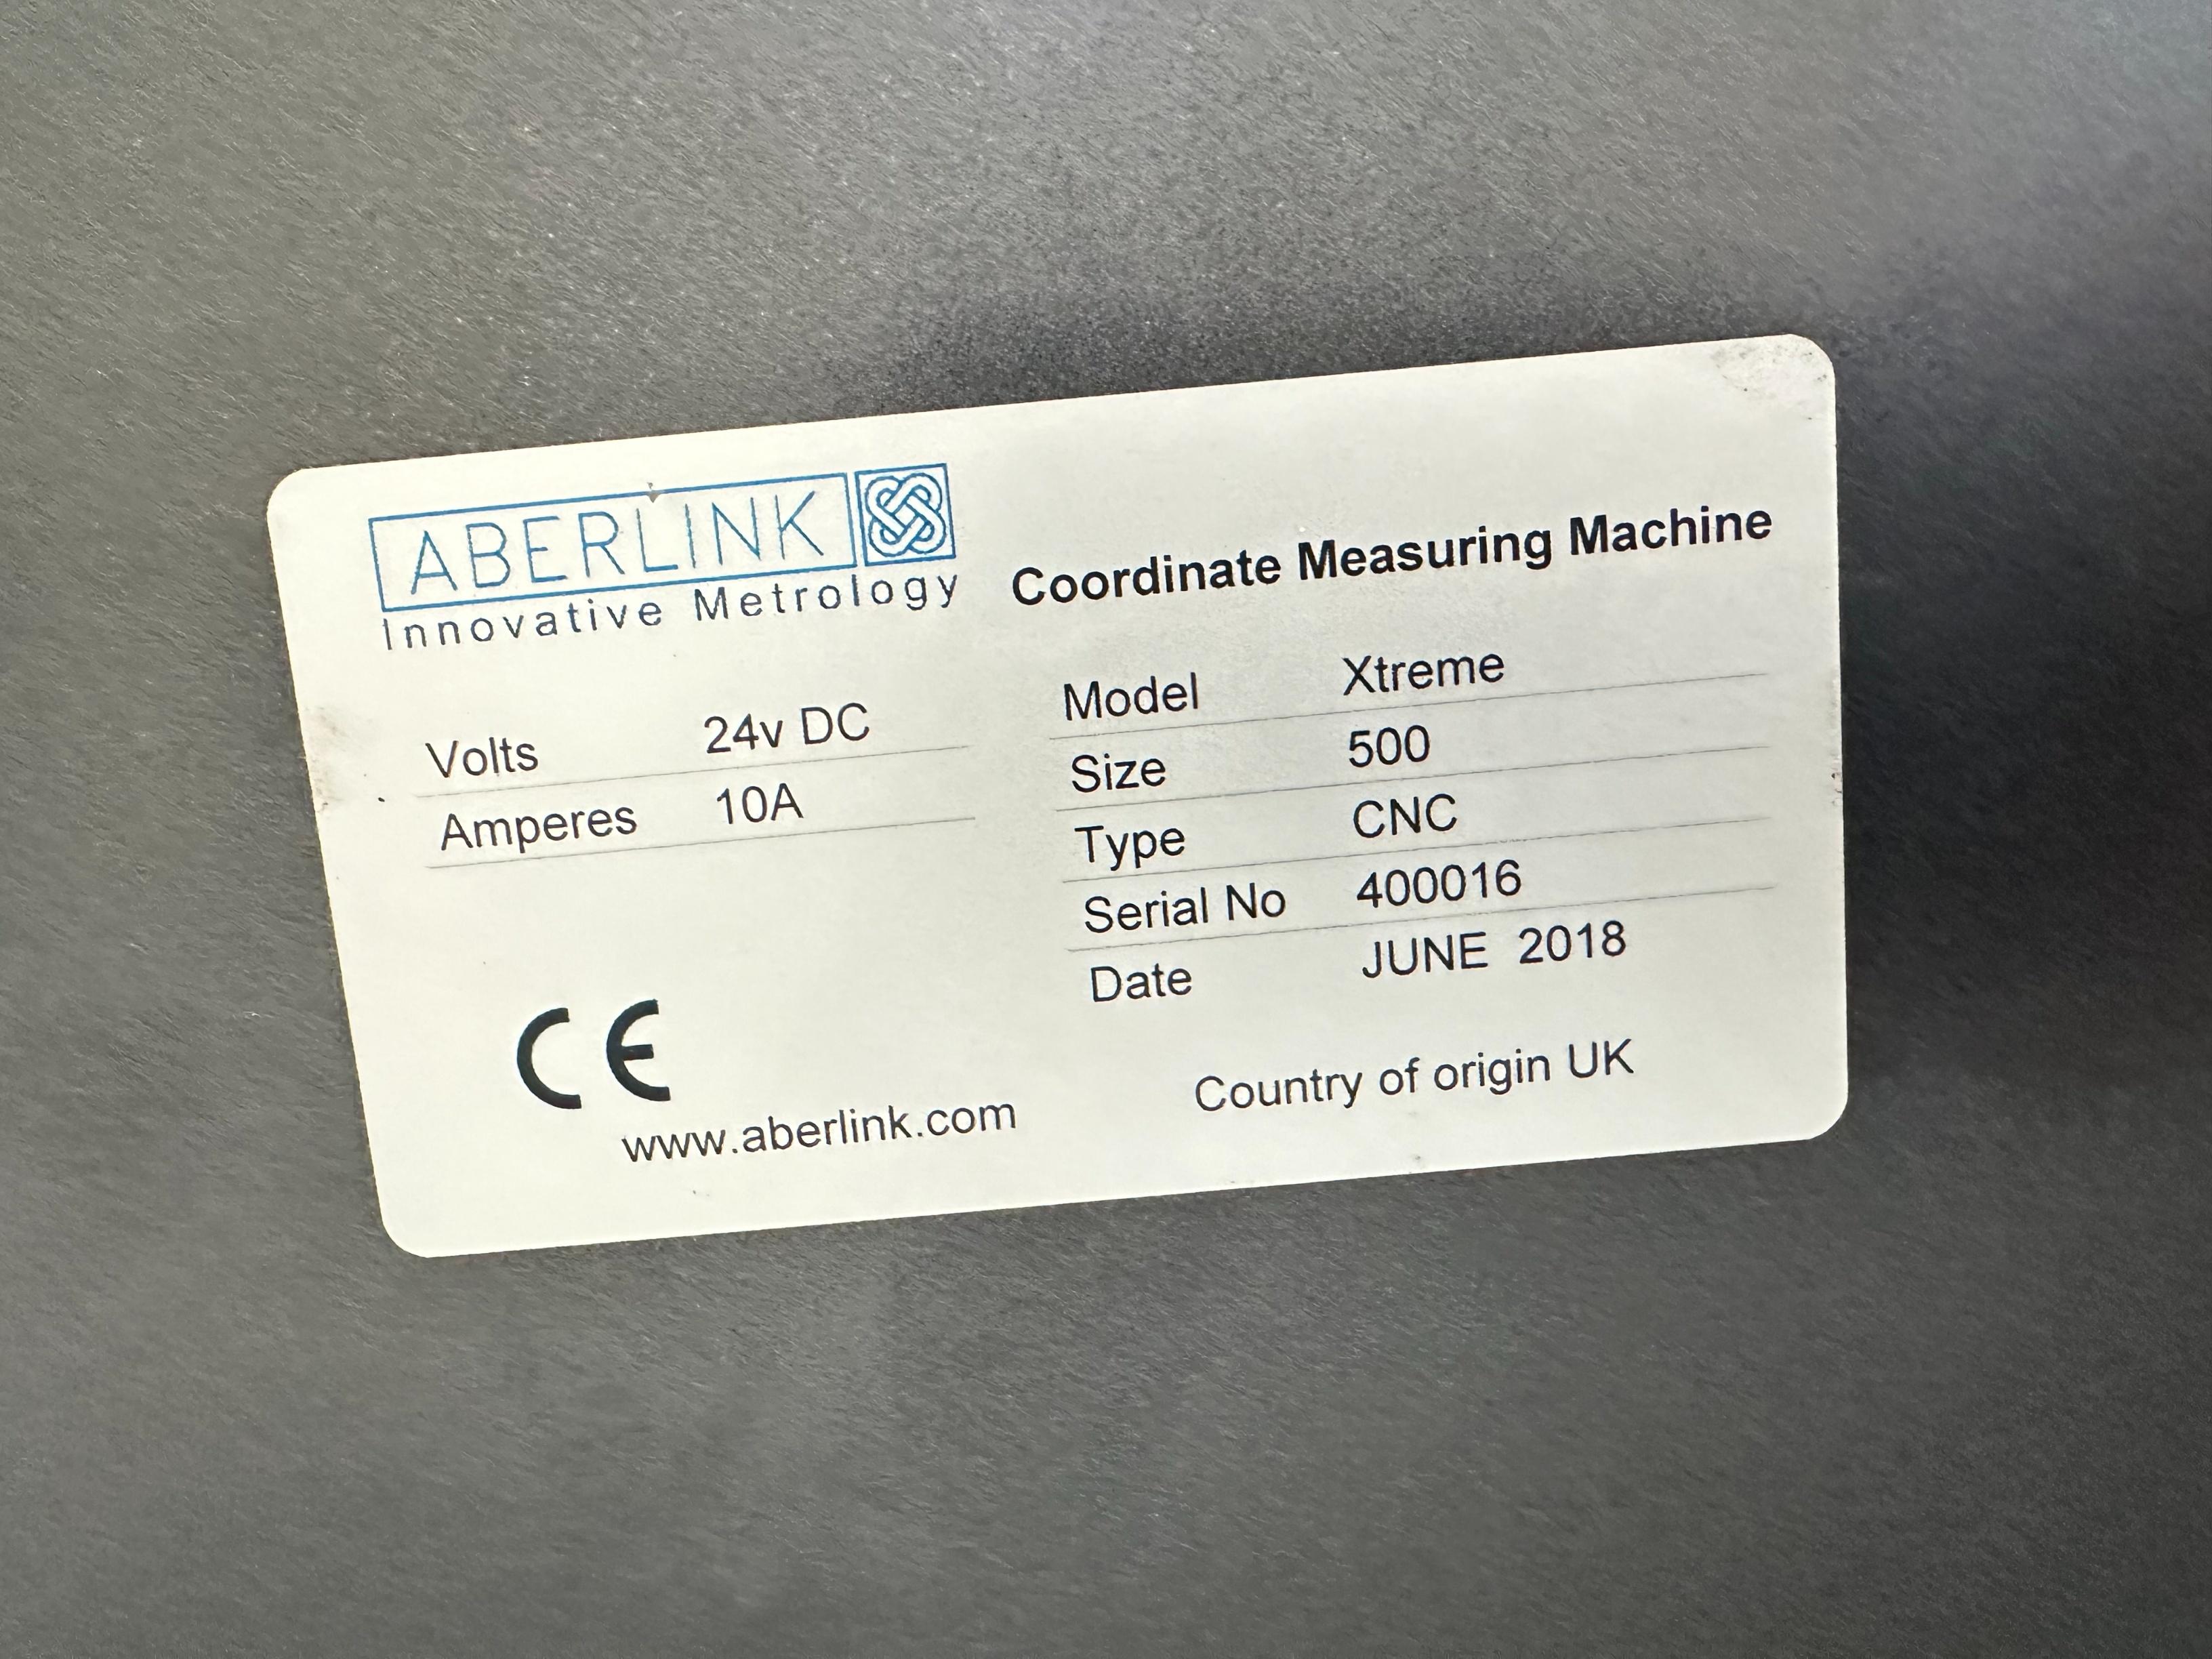 ABERLINK
Innovative Metrology
Coordinate Measuring Machine
Volts 24v DC
Amperes 10A
Model Xtreme
Size 500
Type CNC
Serial No 400016
Date JUNE 2018
CE
www.aberlink.com
Country of origin UK